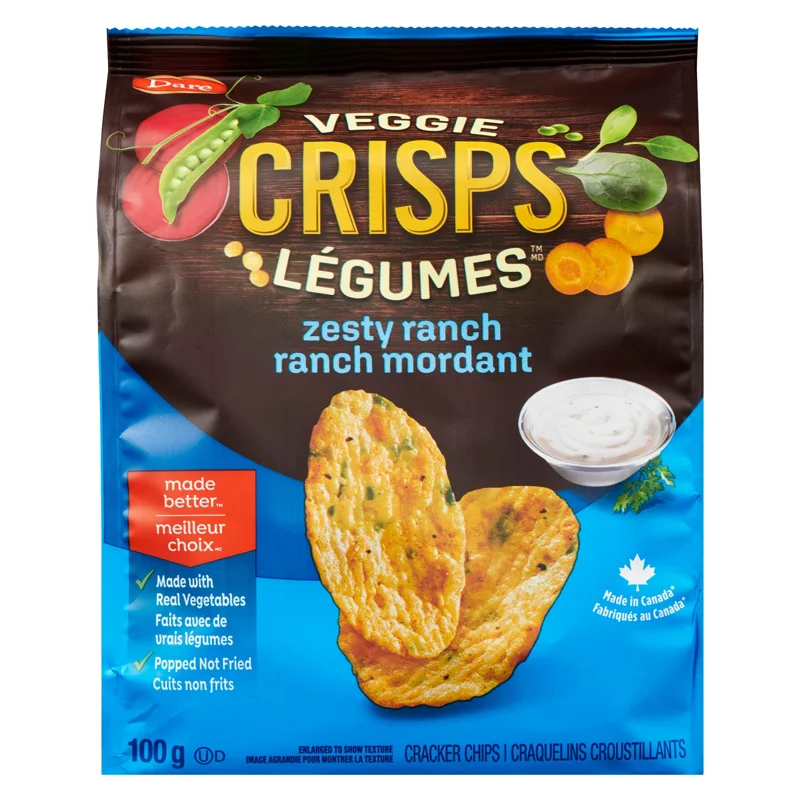 Dare
VEGGIE
CRISPS
LÉGUMES™ MD
zesty ranch
ranch mordant
made
better™
meilleur
choix MC
✓ Made with
Real Vegetables
Faits avec de
vrais légumes
✓ Popped Not Fried
Cuits non frits
Made in Canada*
Fabriqués au Canada*
100 g Ⓤ D
ENLARGED TO SHOW TEXTURE
IMAGE AGRANDIE POUR MONTRER LA TEXTURE
CRACKER CHIPS | CRAQUELINS CROUSTILLANTS